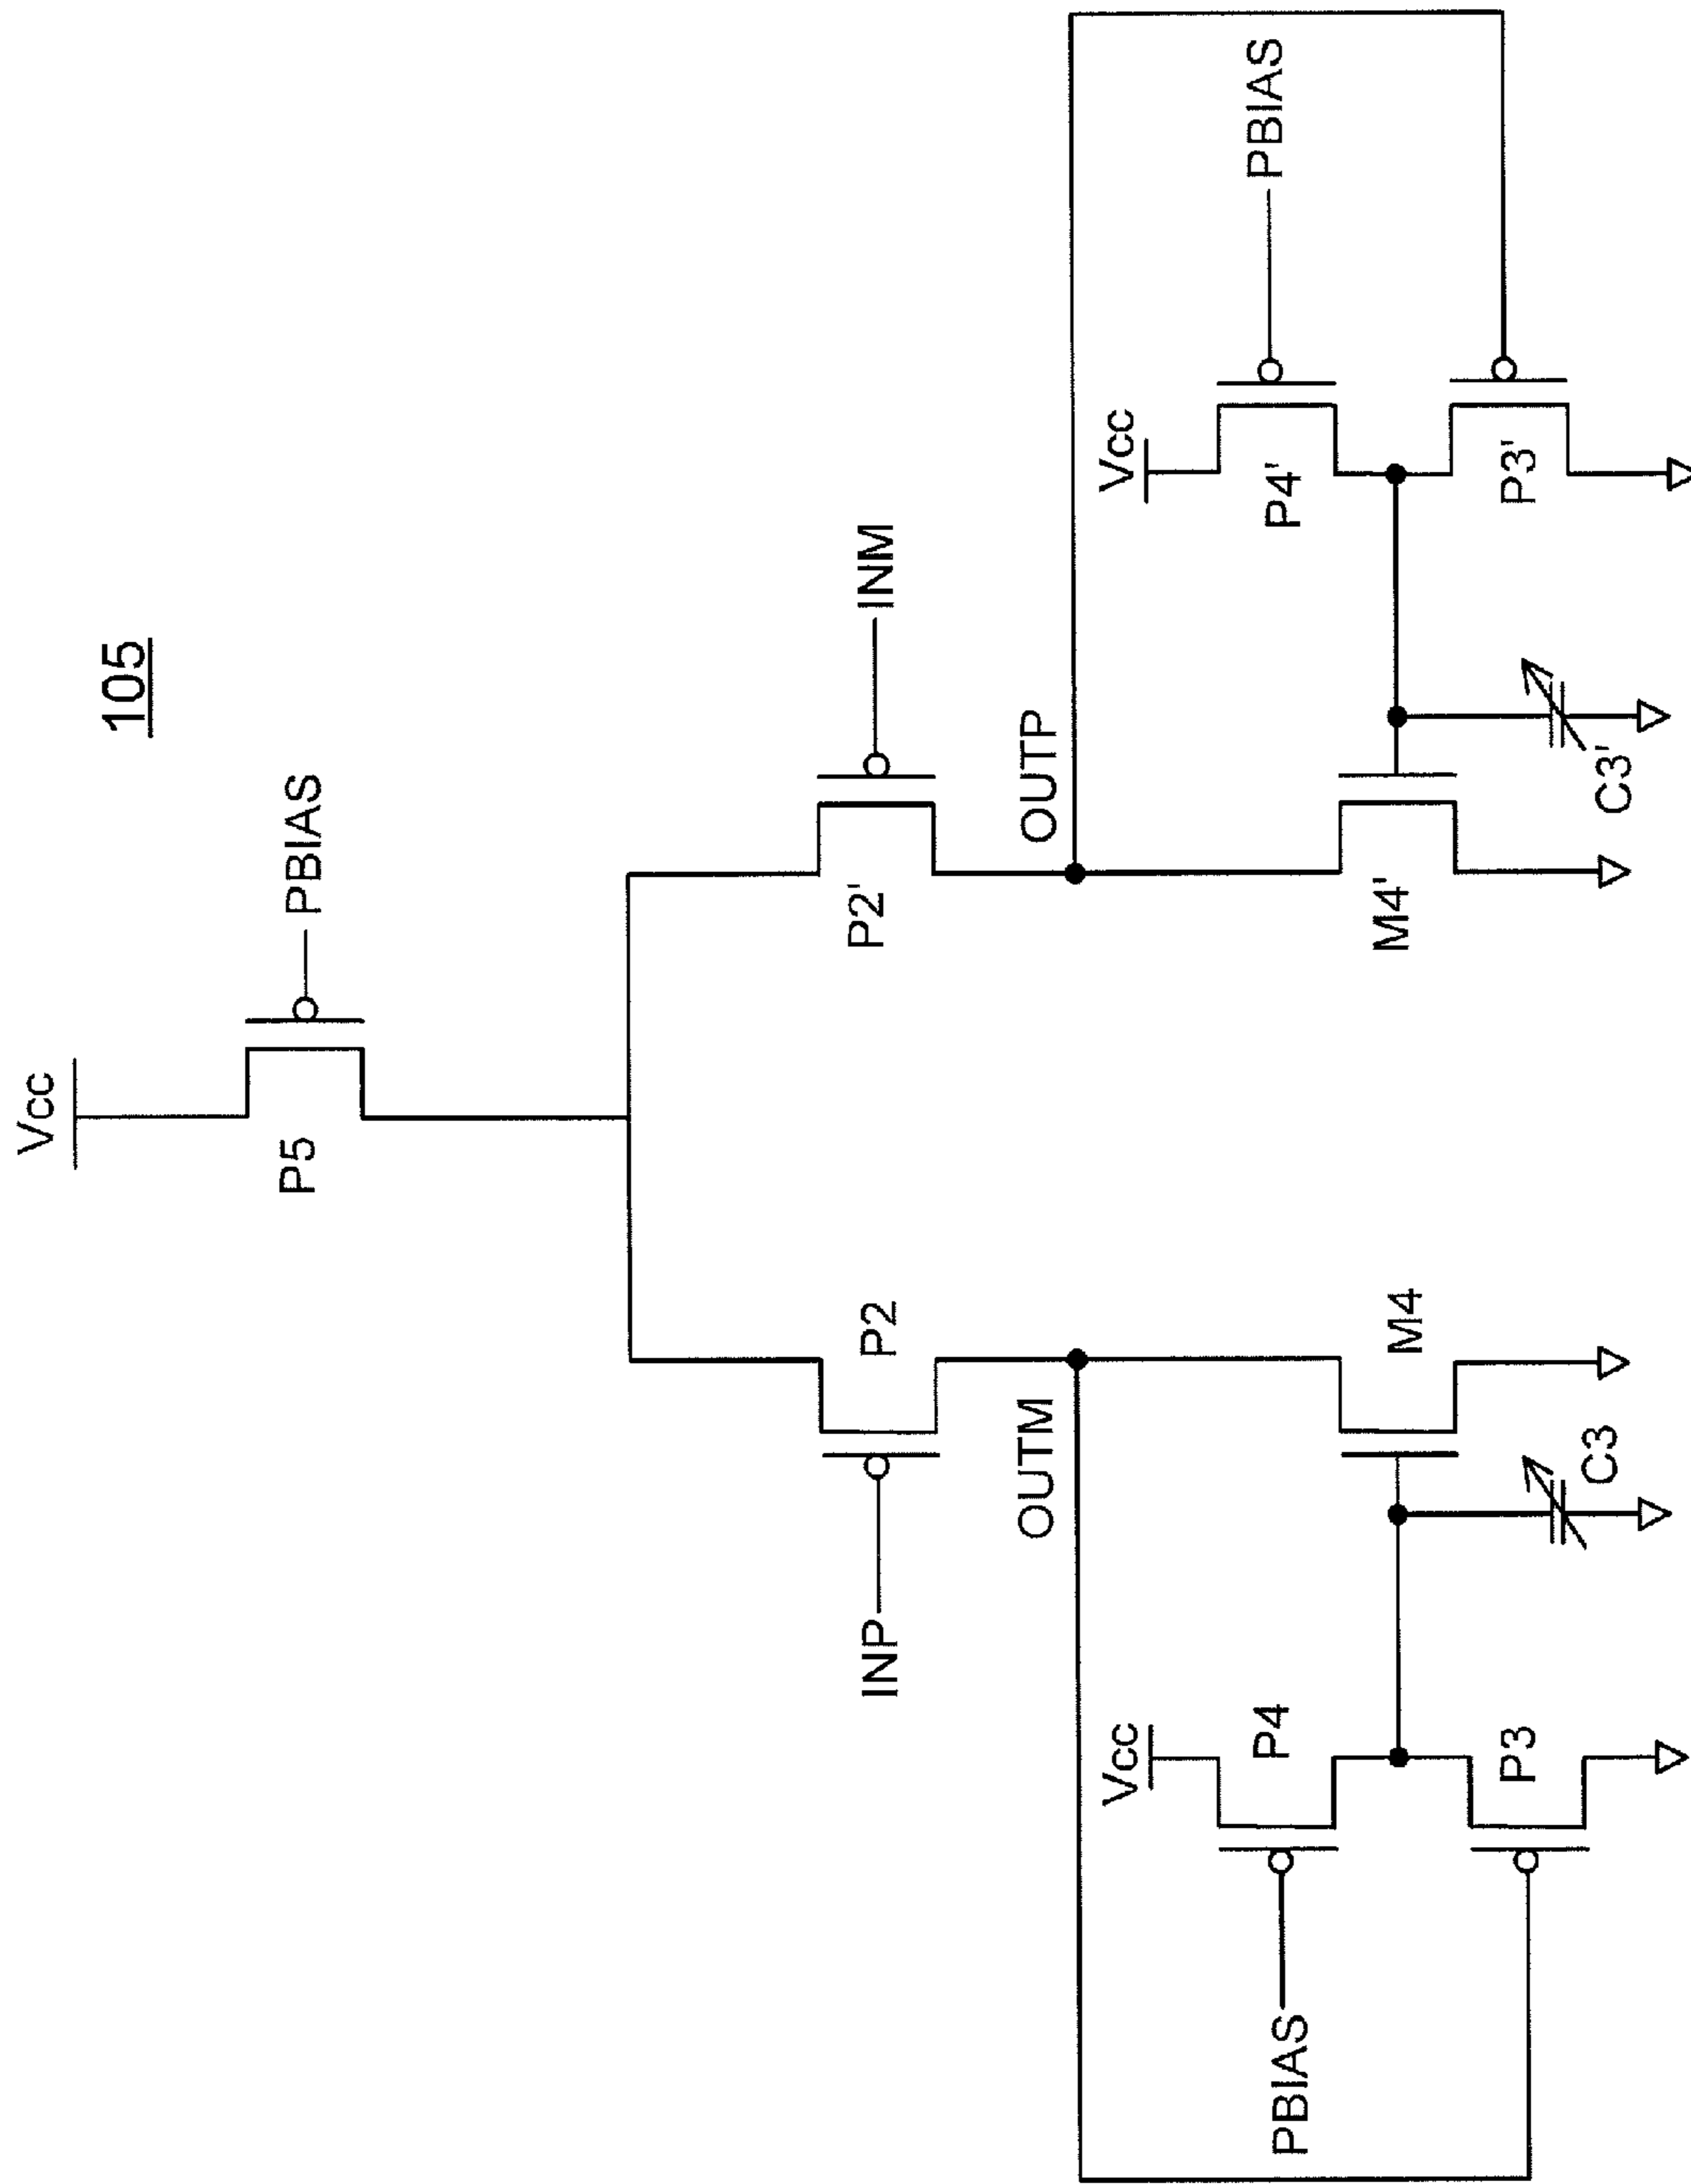 105
Vcc
PBIAS
P5
INP
P2
P2'
INM
OUTM
OUTP
Vcc
P4
PBIAS
P3
M4
C3
M4'
C3'
Vcc
P4'
PBIAS
P3'